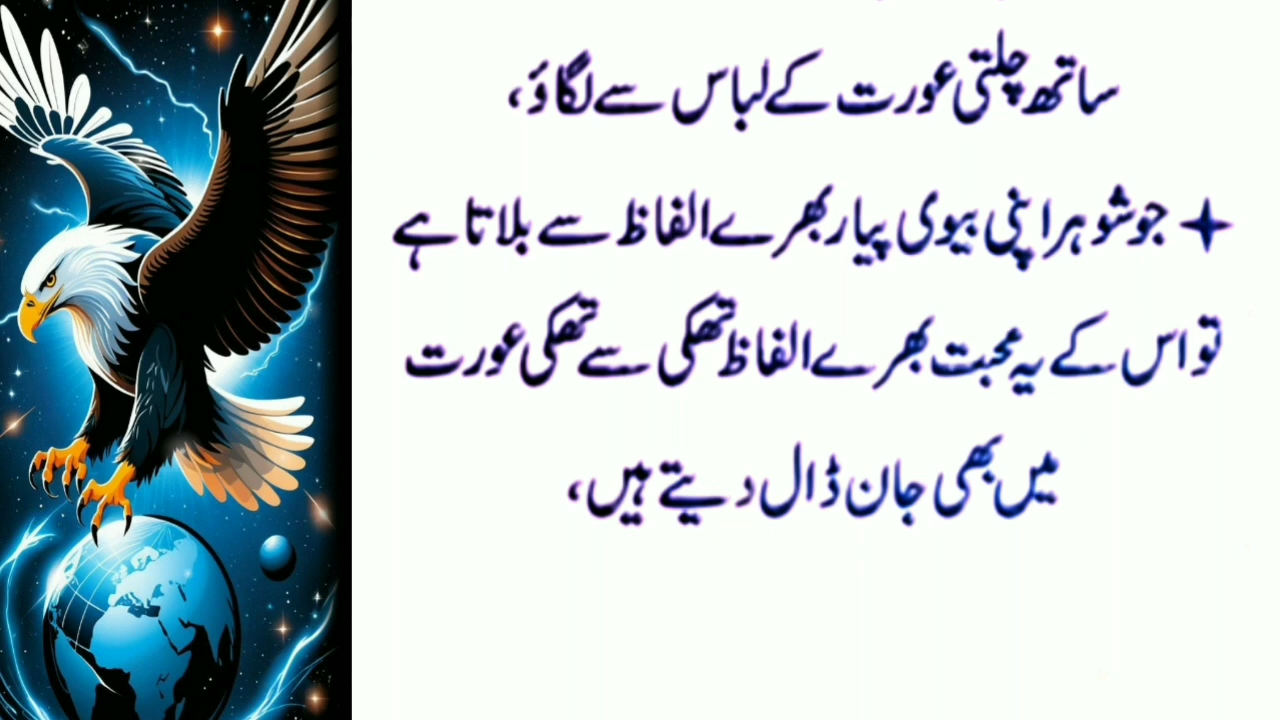 ساتھ چلتی عورت کے لباس سے لگاؤ،
جو شوہر اپنی بیوی پیار بھرے الفاظ سے بلاتا ہے
تو اس کے یہ محبت بھرے الفاظ تھکی سے تھکی عورت
میں بھی جان ڈال دیتے ہیں،